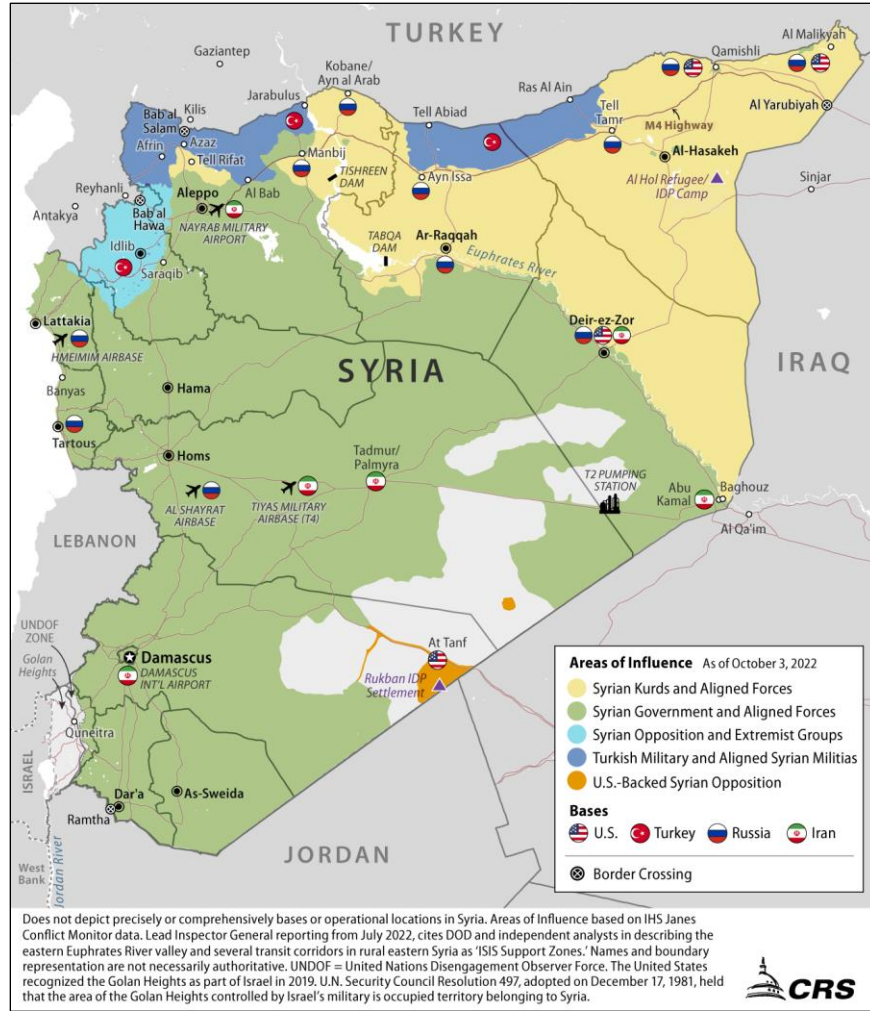 TURKEY
Gaziantep
Kobane/
Ayn al Arab
Al Malikyah
Qamishli
Jarabulus
Kilis
Bab al
Salam
Ras Al Ain
Tell Abiad
Al Yarubiyah
Azaz
Afrin
Tell Rifat
Manbij
Tell
Tamr
M4 Highway
Al-Hasakeh
Reyhanli
Antakya
Bab al
Hawa
Aleppo
Al Bab
TISHREEN
DAM
Ayn Issa
Al Hol Refugee/
IDP Camp
Sinjar
NAYRAB MILITARY
AIRPORT
TABQA
DAM
Ar-Raqqah
Euphrates River
Idlib
Saraqib
Lattakia
HMEIMIM AIRBASE
Deir-ez-Zor
SYRIA
IRAQ
Banyas
Hama
Tartous
Homs
Tadmur/
Palmyra
T2 PUMPING
STATION
Abu
Kamal
Baghouz
AL SHAYRAT
AIRBASE
TIYAS MILITARY
AIRBASE (T4)
Al Qa'im
LEBANON
UNDOF
ZONE
Golan
Heights
Damascus
DAMASCUS
INT'L AIRPORT
At Tanf
Rukban IDP
Settlement
Quneitra
ISRAEL
Dar'a
As-Sweida
Ramtha
West
Bank
Jordan River
JORDAN
Areas of Influence As of October 3, 2022
Syrian Kurds and Aligned Forces
Syrian Government and Aligned Forces
Syrian Opposition and Extremist Groups
Turkish Military and Aligned Syrian Militias
U.S.-Backed Syrian Opposition
Bases
U.S. Turkey Russia Iran
Border Crossing
Does not depict precisely or comprehensively bases or operational locations in Syria. Areas of Influence based on IHS Janes
Conflict Monitor data. Lead Inspector General reporting from July 2022, cites DOD and independent analysts in describing the
eastern Euphrates River valley and several transit corridors in rural eastern Syria as 'ISIS Support Zones.' Names and boundary
representation are not necessarily authoritative. UNDOF = United Nations Disengagement Observer Force. The United States
recognized the Golan Heights as part of Israel in 2019. U.N. Security Council Resolution 497, adopted on December 17, 1981, held
that the area of the Golan Heights controlled by Israel's military is occupied territory belonging to Syria.
CRS